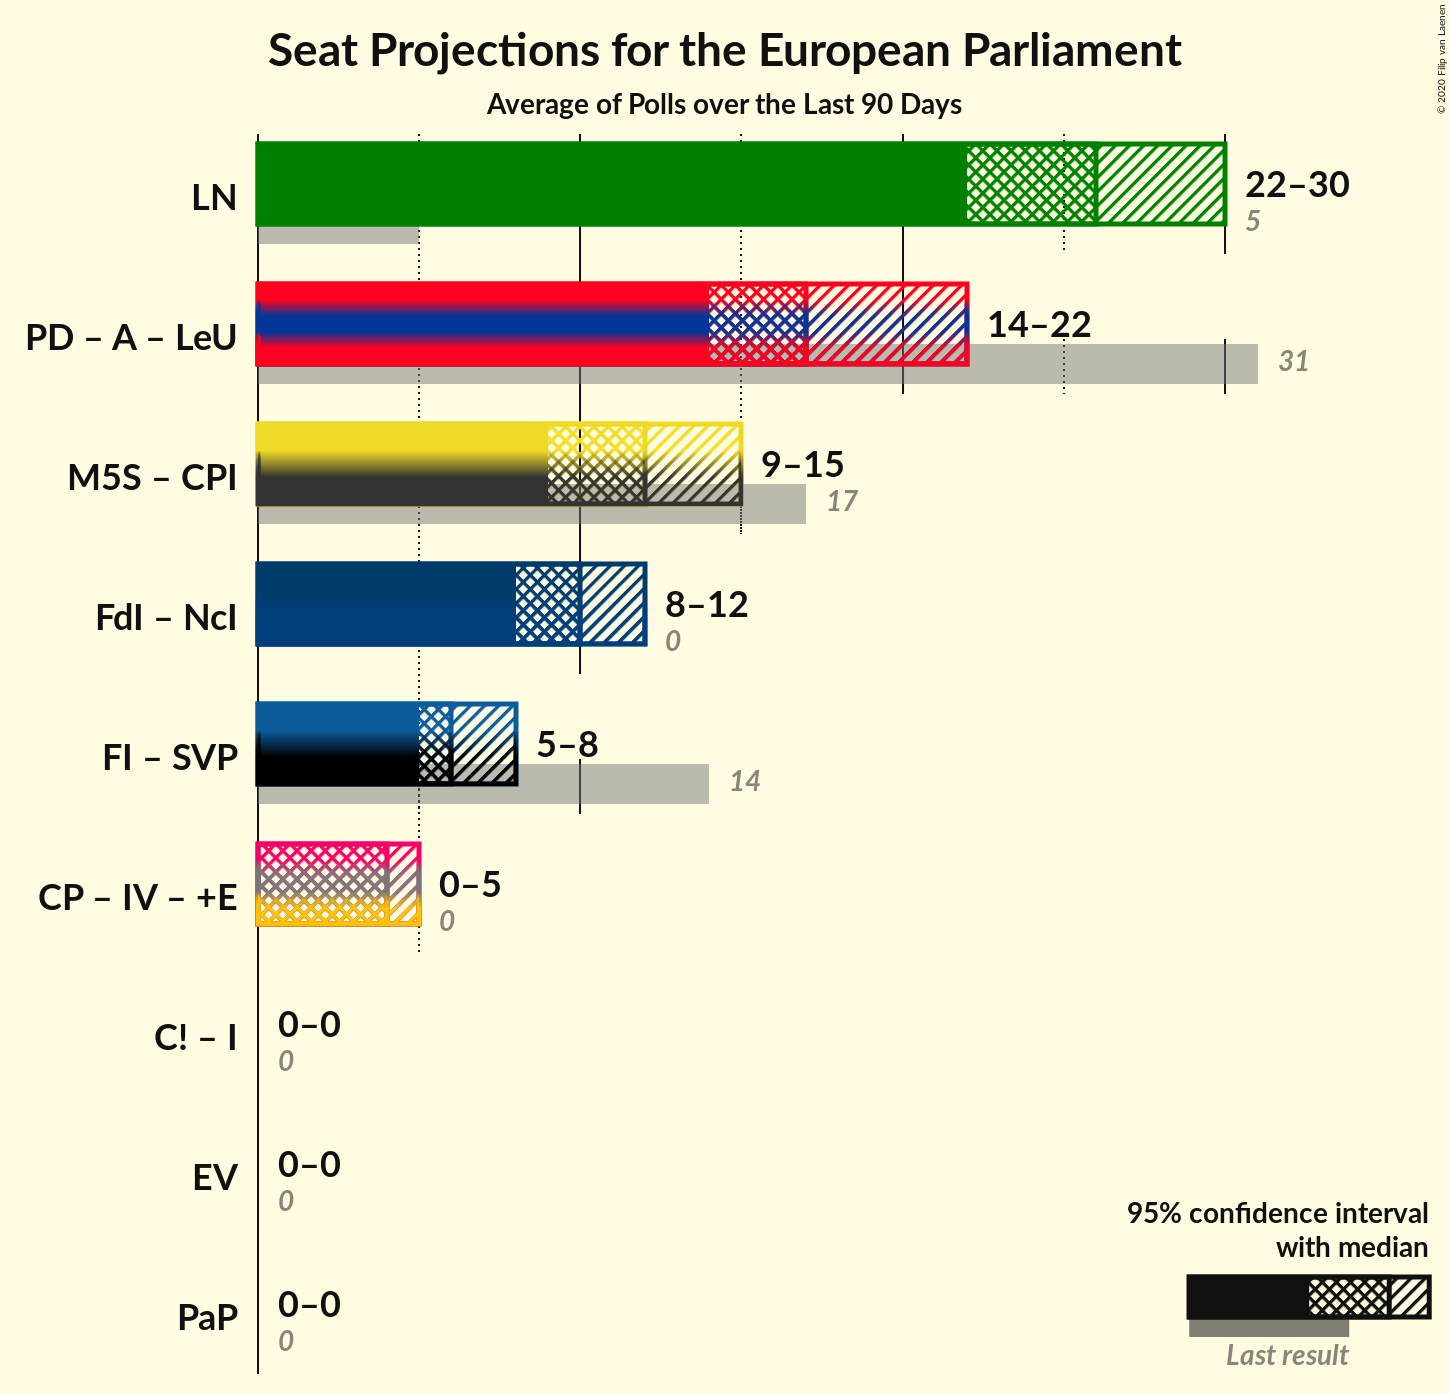 Seat Projections for the European Parliament
Average of Polls over the Last 90 Days
© 2020 Filip van Laenen
LN
22–30
5
PD – A – LeU
14–22
31
M5S – CPI
9–15
17
FdI – NcI
8–12
0
FI – SVP
5–8
14
CP – IV – +E
0–5
0
C! – I
0–0
0
EV
0–0
0
PaP
0–0
0
95% confidence interval
with median
Last result